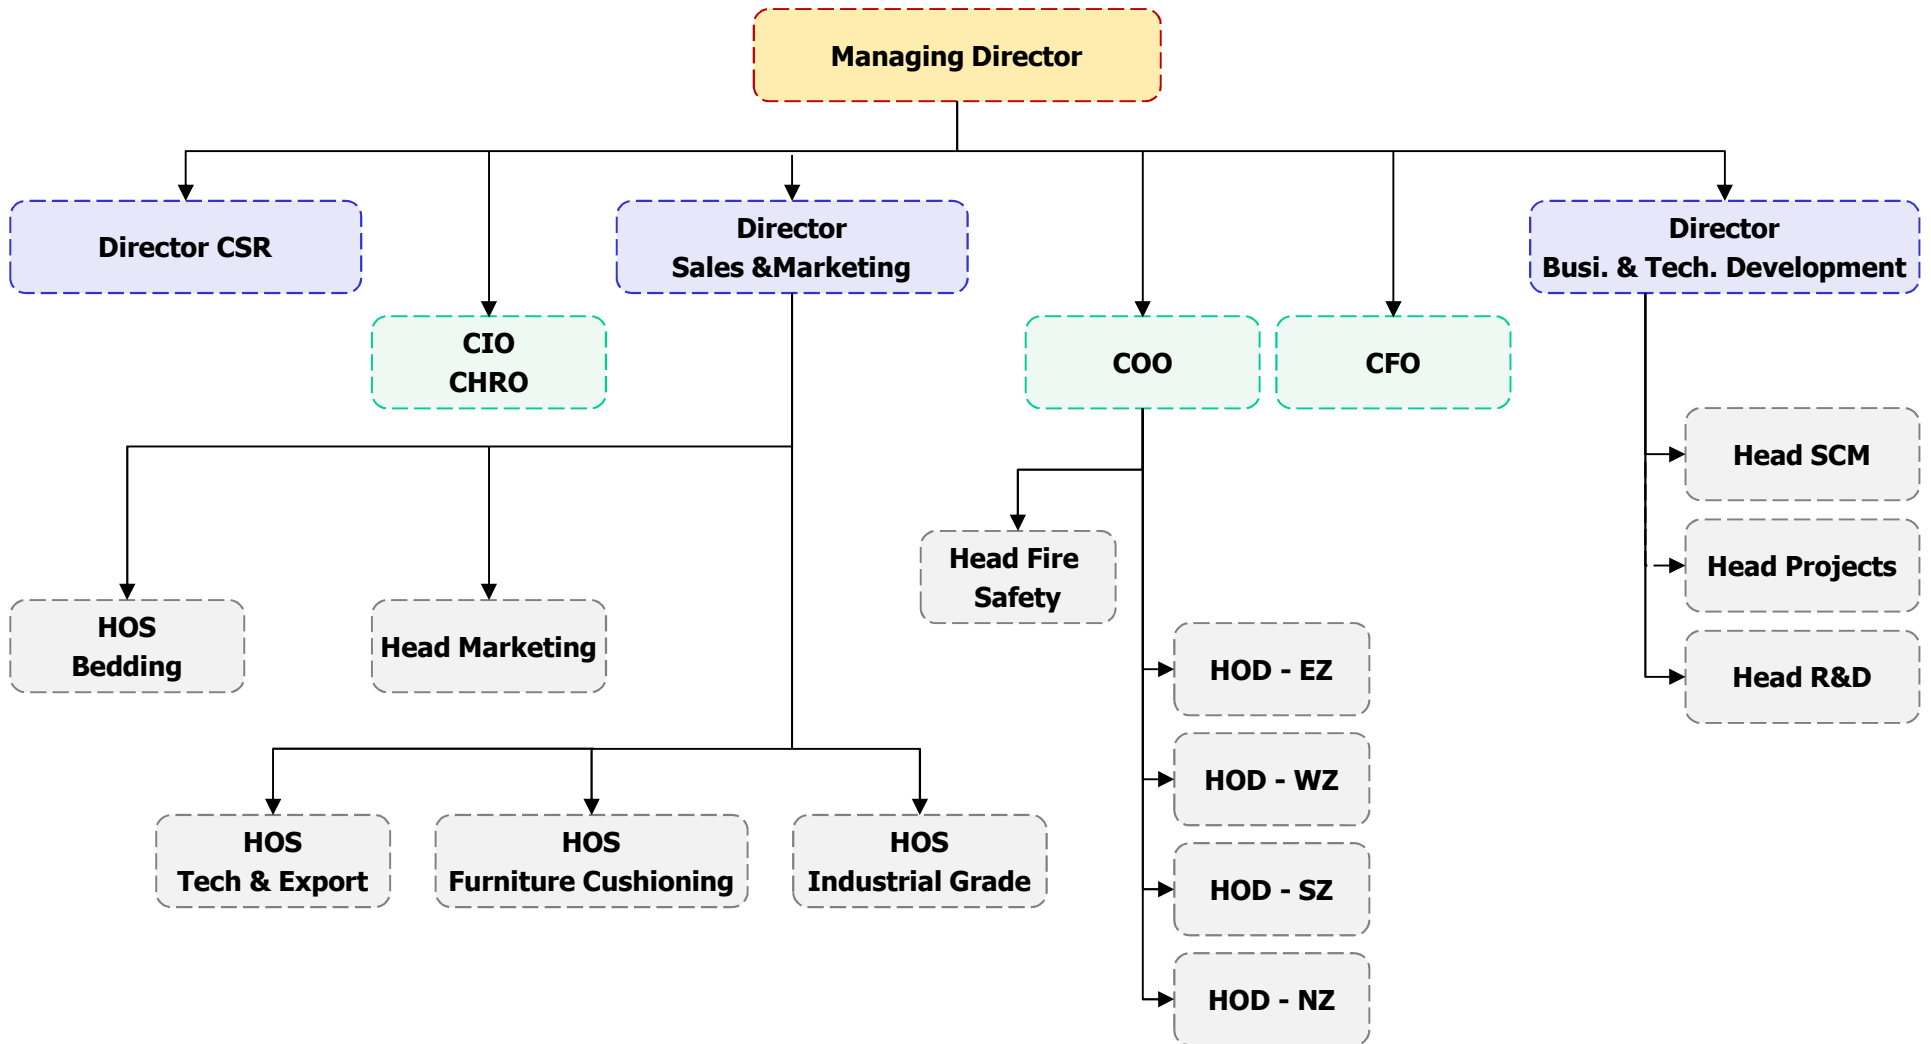 Managing Director
Director CSR
Director
Sales &Marketing
Director
Busi. & Tech. Development
CIO
CHRO
COO
CFO
Head SCM
Head Projects
Head R&D
Head Fire
Safety
HOS
Bedding
Head Marketing
HOD - EZ
HOD - WZ
HOD - SZ
HOD - NZ
HOS
Tech & Export
HOS
Furniture Cushioning
HOS
Industrial Grade